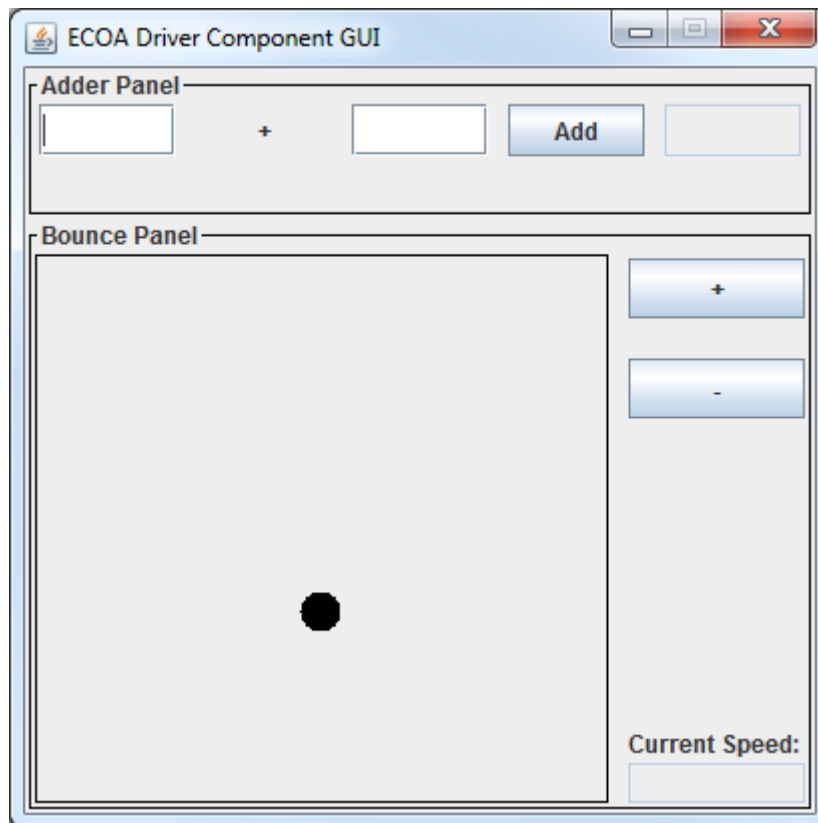 ECOA Driver Component GUI
Adder Panel
+ Add
Bounce Panel
+
-
Current Speed: